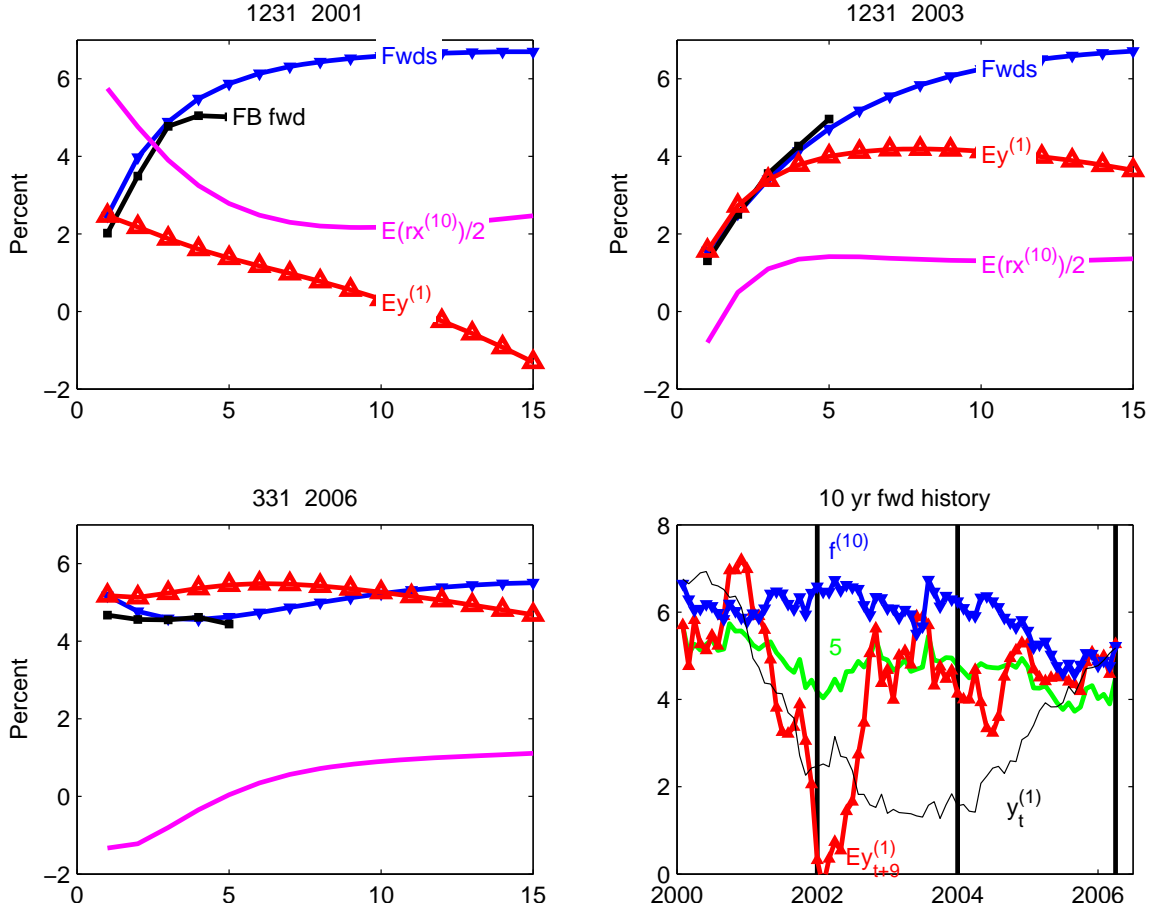 1231 2001
Percent
6
4
2
0
−2
0 5 10 15
Fwds
FB fwd
E(rx^(10))/2
Ey^(1)
1231 2003
Percent
6
4
2
0
−2
0 5 10 15
Fwds
Ey^(1)
E(rx^(10))/2
331 2006
Percent
6
4
2
0
−2
0 5 10 15
10 yr fwd history
8
6
4
2
0
2000 2002 2004 2006
f^(10)
5
y_t^(1)
Ey_{t+9}^(1)